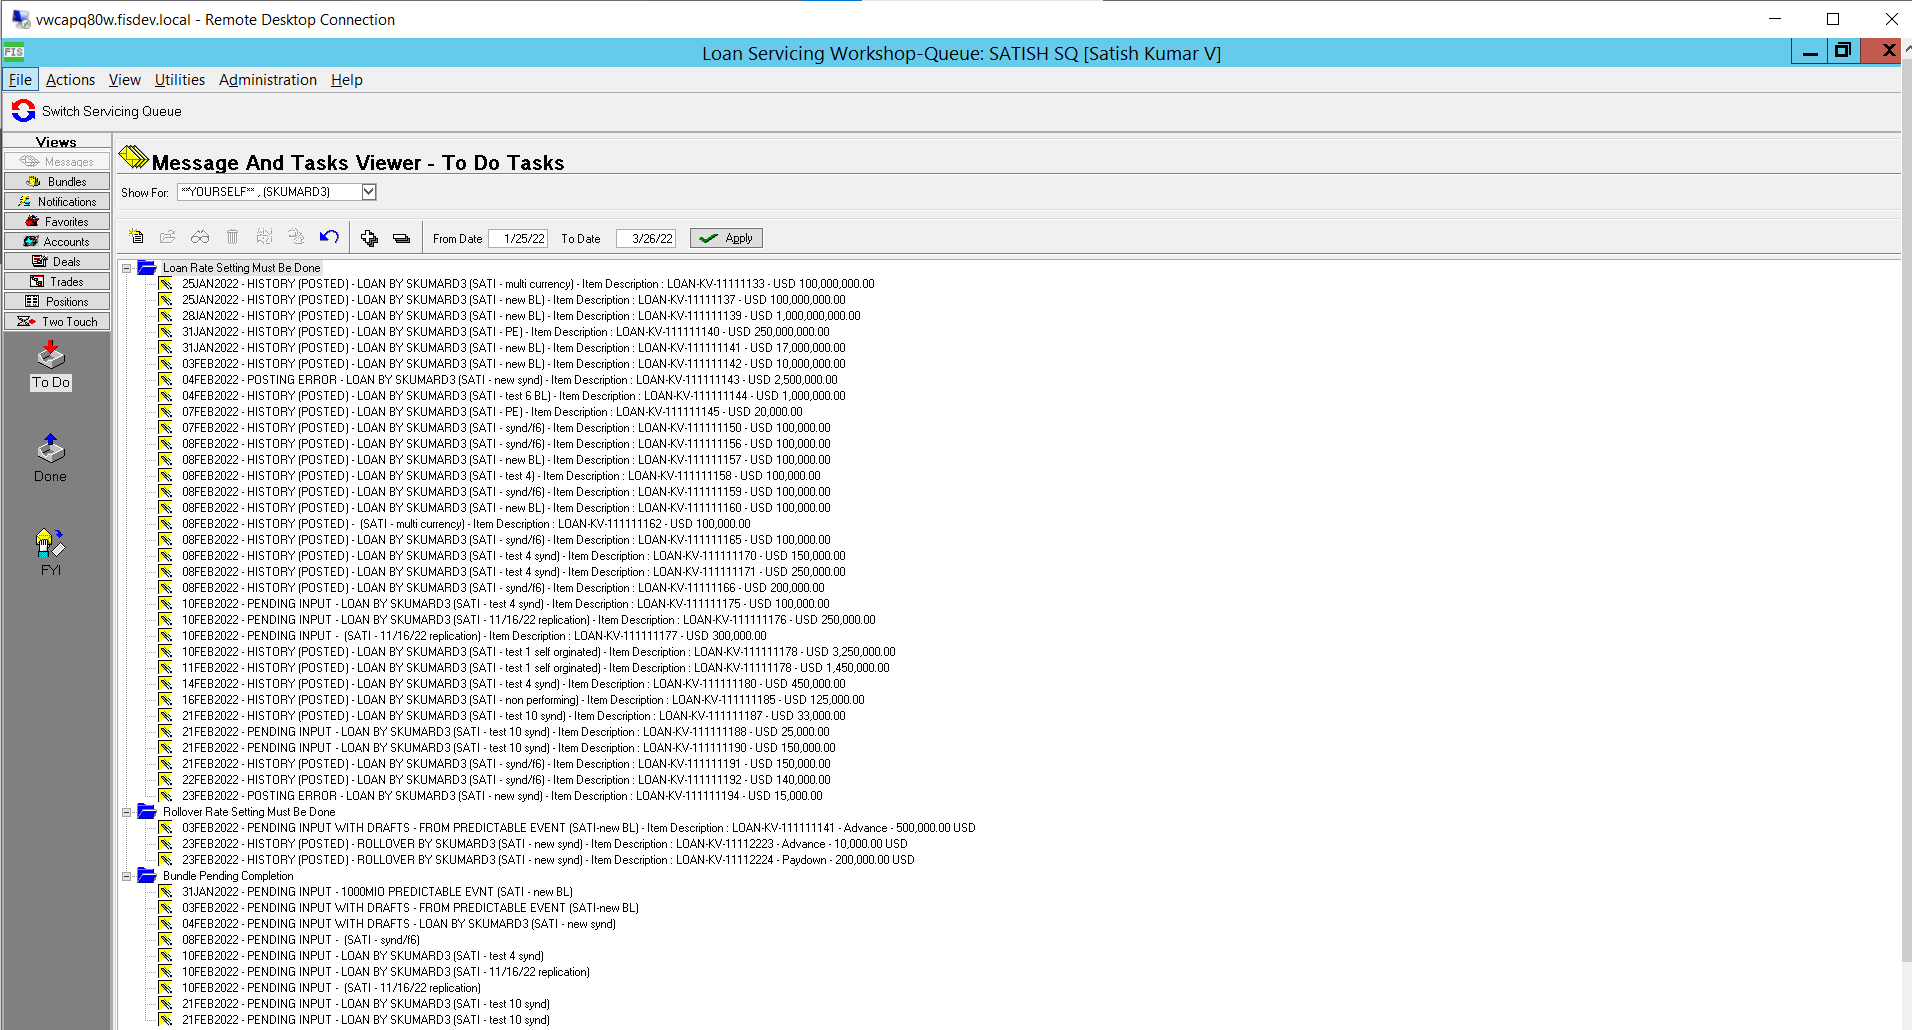 vwcapq80w.fisdev.local - Remote Desktop Connection
FIS
Loan Servicing Workshop-Queue: SATISH SQ [Satish Kumar V]
File Actions View Utilities Administration Help
Switch Servicing Queue
Views
Messages
Bundles
Notifications
Favorites
Accounts
Deals
Trades
Positions
Two Touch
To Do
Done
FYI
Message And Tasks Viewer - To Do Tasks
Show For: **YOURSELF** , (SKUMARD3)
From Date 1/25/22 To Date 3/26/22 Apply
Loan Rate Setting Must Be Done
25JAN2022 - HISTORY (POSTED) - LOAN BY SKUMARD3 (SATI - multi currency) - Item Description : LOAN-KV-11111133 - USD 100,000,000.00
25JAN2022 - HISTORY (POSTED) - LOAN BY SKUMARD3 (SATI - new BL) - Item Description : LOAN-KV-11111137 - USD 100,000,000.00
28JAN2022 - HISTORY (POSTED) - LOAN BY SKUMARD3 (SATI - new BL) - Item Description : LOAN-KV-111111139 - USD 1,000,000,000.00
31JAN2022 - HISTORY (POSTED) - LOAN BY SKUMARD3 (SATI - PE) - Item Description : LOAN-KV-111111140 - USD 250,000,000.00
31JAN2022 - HISTORY (POSTED) - LOAN BY SKUMARD3 (SATI - new BL) - Item Description : LOAN-KV-111111141 - USD 17,000,000.00
03FEB2022 - HISTORY (POSTED) - LOAN BY SKUMARD3 (SATI - new BL) - Item Description : LOAN-KV-111111142 - USD 10,000,000.00
04FEB2022 - POSTING ERROR - LOAN BY SKUMARD3 (SATI - new synd) - Item Description : LOAN-KV-111111143 - USD 2,500,000.00
04FEB2022 - HISTORY (POSTED) - LOAN BY SKUMARD3 (SATI - test 6 BL) - Item Description : LOAN-KV-111111144 - USD 1,000,000.00
07FEB2022 - HISTORY (POSTED) - LOAN BY SKUMARD3 (SATI - PE) - Item Description : LOAN-KV-111111145 - USD 20,000.00
07FEB2022 - HISTORY (POSTED) - LOAN BY SKUMARD3 (SATI - synd/f6) - Item Description : LOAN-KV-111111150 - USD 100,000.00
08FEB2022 - HISTORY (POSTED) - LOAN BY SKUMARD3 (SATI - synd/f6) - Item Description : LOAN-KV-111111156 - USD 100,000.00
08FEB2022 - HISTORY (POSTED) - LOAN BY SKUMARD3 (SATI - new BL) - Item Description : LOAN-KV-111111157 - USD 100,000.00
08FEB2022 - HISTORY (POSTED) - LOAN BY SKUMARD3 (SATI - test 4) - Item Description : LOAN-KV-111111158 - USD 100,000.00
08FEB2022 - HISTORY (POSTED) - LOAN BY SKUMARD3 (SATI - synd/f6) - Item Description : LOAN-KV-111111159 - USD 100,000.00
08FEB2022 - HISTORY (POSTED) - LOAN BY SKUMARD3 (SATI - new BL) - Item Description : LOAN-KV-111111160 - USD 100,000.00
08FEB2022 - HISTORY (POSTED) - (SATI - multi currency) - Item Description : LOAN-KV-111111162 - USD 100,000.00
08FEB2022 - HISTORY (POSTED) - LOAN BY SKUMARD3 (SATI - synd/f6) - Item Description : LOAN-KV-111111165 - USD 100,000.00
08FEB2022 - HISTORY (POSTED) - LOAN BY SKUMARD3 (SATI - test 4 synd) - Item Description : LOAN-KV-111111170 - USD 150,000.00
08FEB2022 - HISTORY (POSTED) - LOAN BY SKUMARD3 (SATI - test 4 synd) - Item Description : LOAN-KV-111111171 - USD 250,000.00
08FEB2022 - HISTORY (POSTED) - LOAN BY SKUMARD3 (SATI - synd/f6) - Item Description : LOAN-KV-11111166 - USD 200,000.00
10FEB2022 - PENDING INPUT - LOAN BY SKUMARD3 (SATI - test 4 synd) - Item Description : LOAN-KV-111111175 - USD 100,000.00
10FEB2022 - PENDING INPUT - LOAN BY SKUMARD3 (SATI - 11/16/22 replication) - Item Description : LOAN-KV-111111176 - USD 250,000.00
10FEB2022 - PENDING INPUT - (SATI - 11/16/22 replication) - Item Description : LOAN-KV-111111177 - USD 300,000.00
10FEB2022 - HISTORY (POSTED) - LOAN BY SKUMARD3 (SATI - test 1 self orginated) - Item Description : LOAN-KV-111111178 - USD 3,250,000.00
11FEB2022 - HISTORY (POSTED) - LOAN BY SKUMARD3 (SATI - test 1 self orginated) - Item Description : LOAN-KV-11111178 - USD 1,450,000.00
14FEB2022 - HISTORY (POSTED) - LOAN BY SKUMARD3 (SATI - test 4 synd) - Item Description : LOAN-KV-111111180 - USD 450,000.00
16FEB2022 - HISTORY (POSTED) - LOAN BY SKUMARD3 (SATI - non performing) - Item Description : LOAN-KV-111111185 - USD 125,000.00
21FEB2022 - HISTORY (POSTED) - LOAN BY SKUMARD3 (SATI - test 10 synd) - Item Description : LOAN-KV-111111187 - USD 33,000.00
21FEB2022 - PENDING INPUT - LOAN BY SKUMARD3 (SATI - test 10 synd) - Item Description : LOAN-KV-111111188 - USD 25,000.00
21FEB2022 - PENDING INPUT - LOAN BY SKUMARD3 (SATI - test 10 synd) - Item Description : LOAN-KV-111111190 - USD 150,000.00
21FEB2022 - HISTORY (POSTED) - LOAN BY SKUMARD3 (SATI - synd/f6) - Item Description : LOAN-KV-111111191 - USD 150,000.00
22FEB2022 - HISTORY (POSTED) - LOAN BY SKUMARD3 (SATI - synd/f6) - Item Description : LOAN-KV-111111192 - USD 140,000.00
23FEB2022 - POSTING ERROR - LOAN BY SKUMARD3 (SATI - new synd) - Item Description : LOAN-KV-111111194 - USD 15,000.00
Rollover Rate Setting Must Be Done
03FEB2022 - PENDING INPUT WITH DRAFTS - FROM PREDICTABLE EVENT (SATI-new BL) - Item Description : LOAN-KV-111111141 - Advance - 500,000.00 USD
23FEB2022 - HISTORY (POSTED) - ROLLOVER BY SKUMARD3 (SATI - new synd) - Item Description : LOAN-KV-11112223 - Advance - 10,000.00 USD
23FEB2022 - HISTORY (POSTED) - ROLLOVER BY SKUMARD3 (SATI - new synd) - Item Description : LOAN-KV-11112224 - Paydown - 200,000.00 USD
Bundle Pending Completion
31JAN2022 - PENDING INPUT - 1000MIO PREDICTABLE EVNT (SATI - new BL)
03FEB2022 - PENDING INPUT WITH DRAFTS - FROM PREDICTABLE EVENT (SATI-new BL)
04FEB2022 - PENDING INPUT WITH DRAFTS - LOAN BY SKUMARD3 (SATI - new synd)
08FEB2022 - PENDING INPUT - (SATI - synd/f6)
10FEB2022 - PENDING INPUT - LOAN BY SKUMARD3 (SATI - test 4 synd)
10FEB2022 - PENDING INPUT - LOAN BY SKUMARD3 (SATI - 11/16/22 replication)
10FEB2022 - PENDING INPUT - (SATI - 11/16/22 replication)
21FEB2022 - PENDING INPUT - LOAN BY SKUMARD3 (SATI - test 10 synd)
21FEB2022 - PENDING INPUT - LOAN BY SKUMARD3 (SATI - test 10 synd)